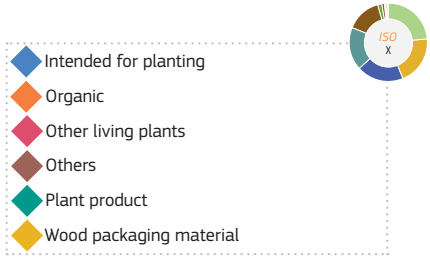 ISO
X
Intended for planting
Organic
Other living plants
Others
Plant product
Wood packaging material